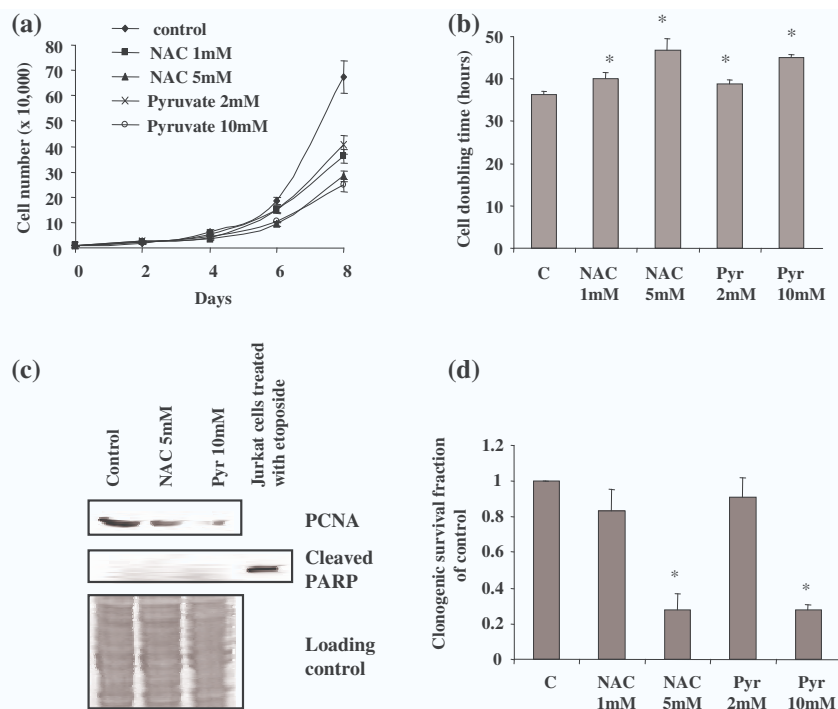 (a)
control
NAC 1mM
NAC 5mM
Pyruvate 2mM
Pyruvate 10mM
Cell number (x 10,000)
80
70
60
50
40
30
20
10
0
0 2 4 6 8
Days
(b)
Cell doubling time (hours)
60
50
40
30
20
10
0
* * * *
C NAC NAC Pyr Pyr
1mM 5mM 2mM 10mM
(c)
Control
NAC 5mM
Pyr 10mM
Jurkat cells treated
with etoposide
PCNA
Cleaved
PARP
Loading
control
(d)
Clonogenic survival fraction
of control
1.2
1
0.8
0.6
0.4
0.2
0
* *
C NAC NAC Pyr Pyr
1mM 5mM 2mM 10mM